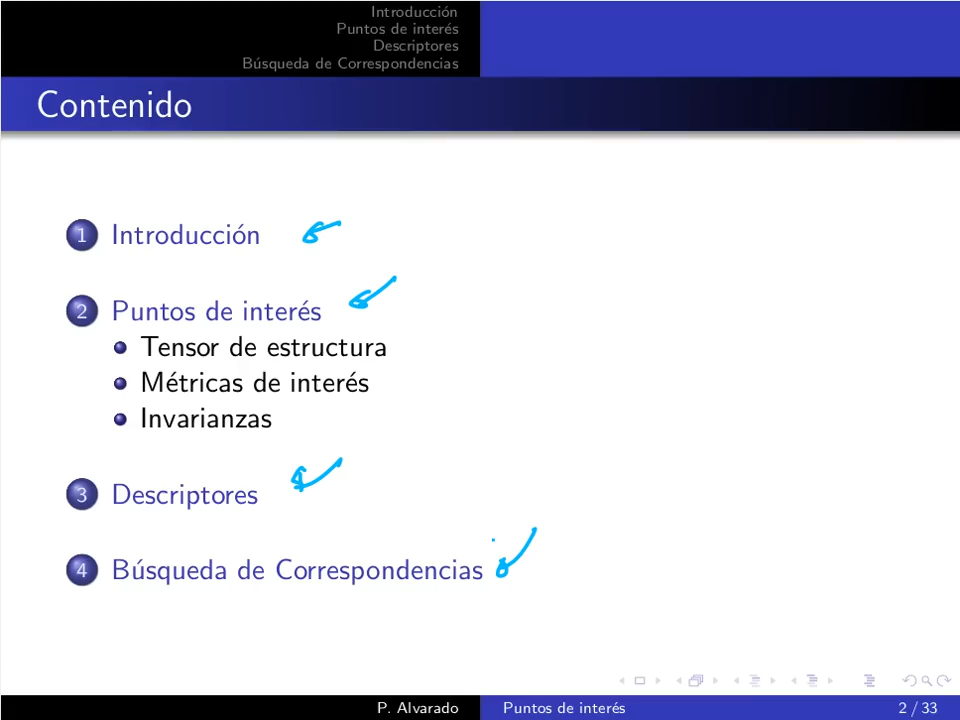 Introducción
Puntos de interés
Descriptores
Búsqueda de Correspondencias
Contenido
1 Introducción
2 Puntos de interés
Tensor de estructura
Métricas de interés
Invarianzas
3 Descriptores
4 Búsqueda de Correspondencias
P. Alvarado
Puntos de interés
2 / 33